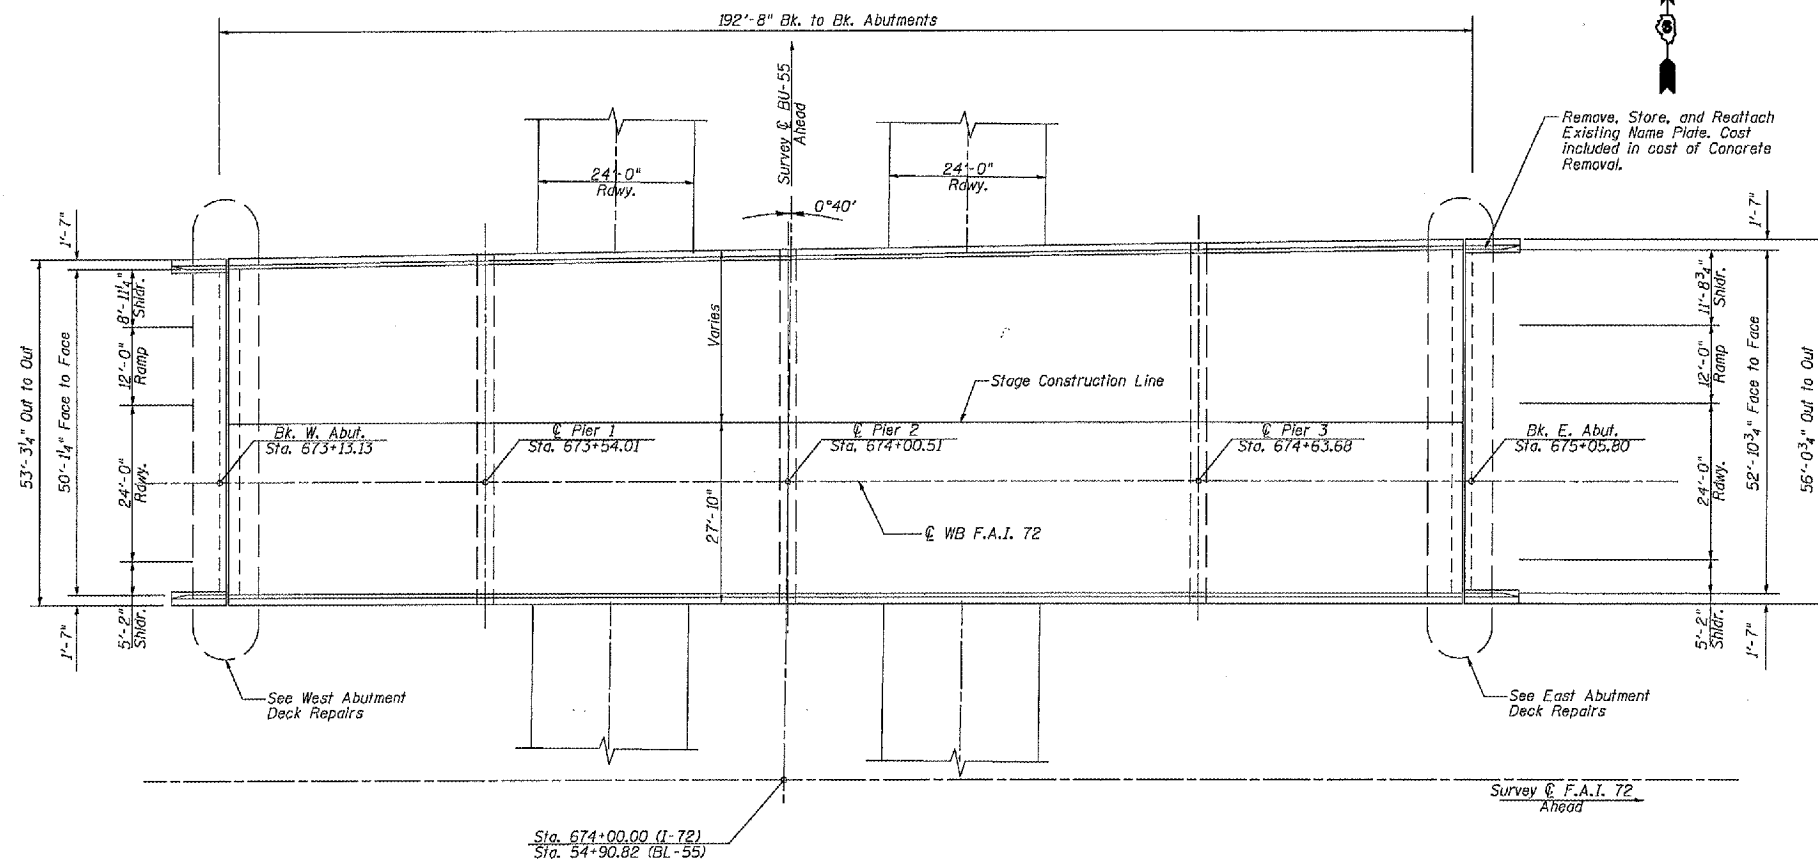 192'-8" Bk. to Bk. Abutments
Survey ℄ BU-55
Ahead
Remove, Store, and Reattach
Existing Name Plate. Cost
included in cost of Concrete
Removal.
24'-0"
Rdwy.
24'-0"
Rdwy.
0°40'
1'-7"
1'-7"
8'-11¼"
Shldr.
11'-8¾"
Shldr.
Varies
12'-0"
Ramp
12'-0"
Ramp
53'-3¼" Out to Out
50'-1¼" Face to Face
52'-10¾" Face to Face
56'-0¾" Out to Out
Stage Construction Line
Bk. W. Abut.
Sta. 673+13.13
℄ Pier 1
Sta. 673+54.01
℄ Pier 2
Sta. 674+00.51
℄ Pier 3
Sta. 674+63.68
Bk. E. Abut.
Sta. 675+05.80
24'-0"
Rdwy.
24'-0"
Rdwy.
27'-10"
℄ WB F.A.I. 72
1'-7"
5'-2"
Shldr.
5'-2"
Shldr.
1'-7"
See West Abutment
Deck Repairs
See East Abutment
Deck Repairs
Survey ℄ F.A.I. 72
Ahead
Sta. 674+00.00 (I-72)
Sta. 54+90.82 (BL-55)